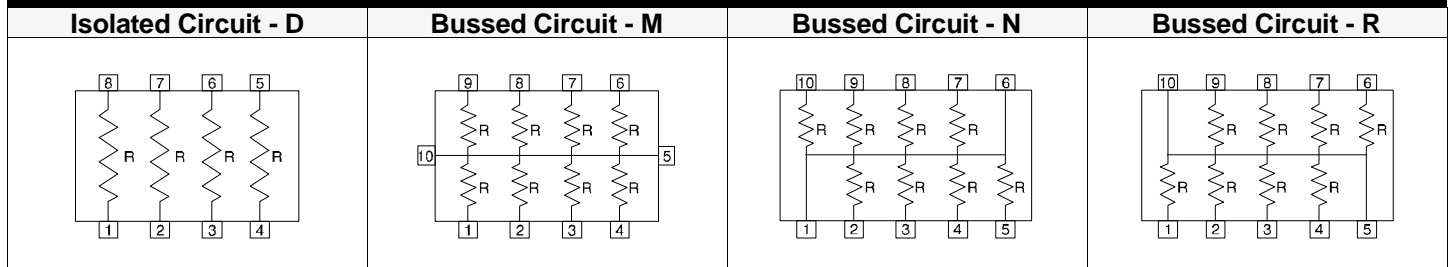 Isolated Circuit - D
Bussed Circuit - M
Bussed Circuit - N
Bussed Circuit - R
8 7 6 5
R R R R
1 2 3 4
9 8 7 6
R R R R
10 5
R R R R
1 2 3 4
10 9 8 7 6
R R R R
R R R R
1 2 3 4 5
10 9 8 7 6
R R R R
R R R R
1 2 3 4 5